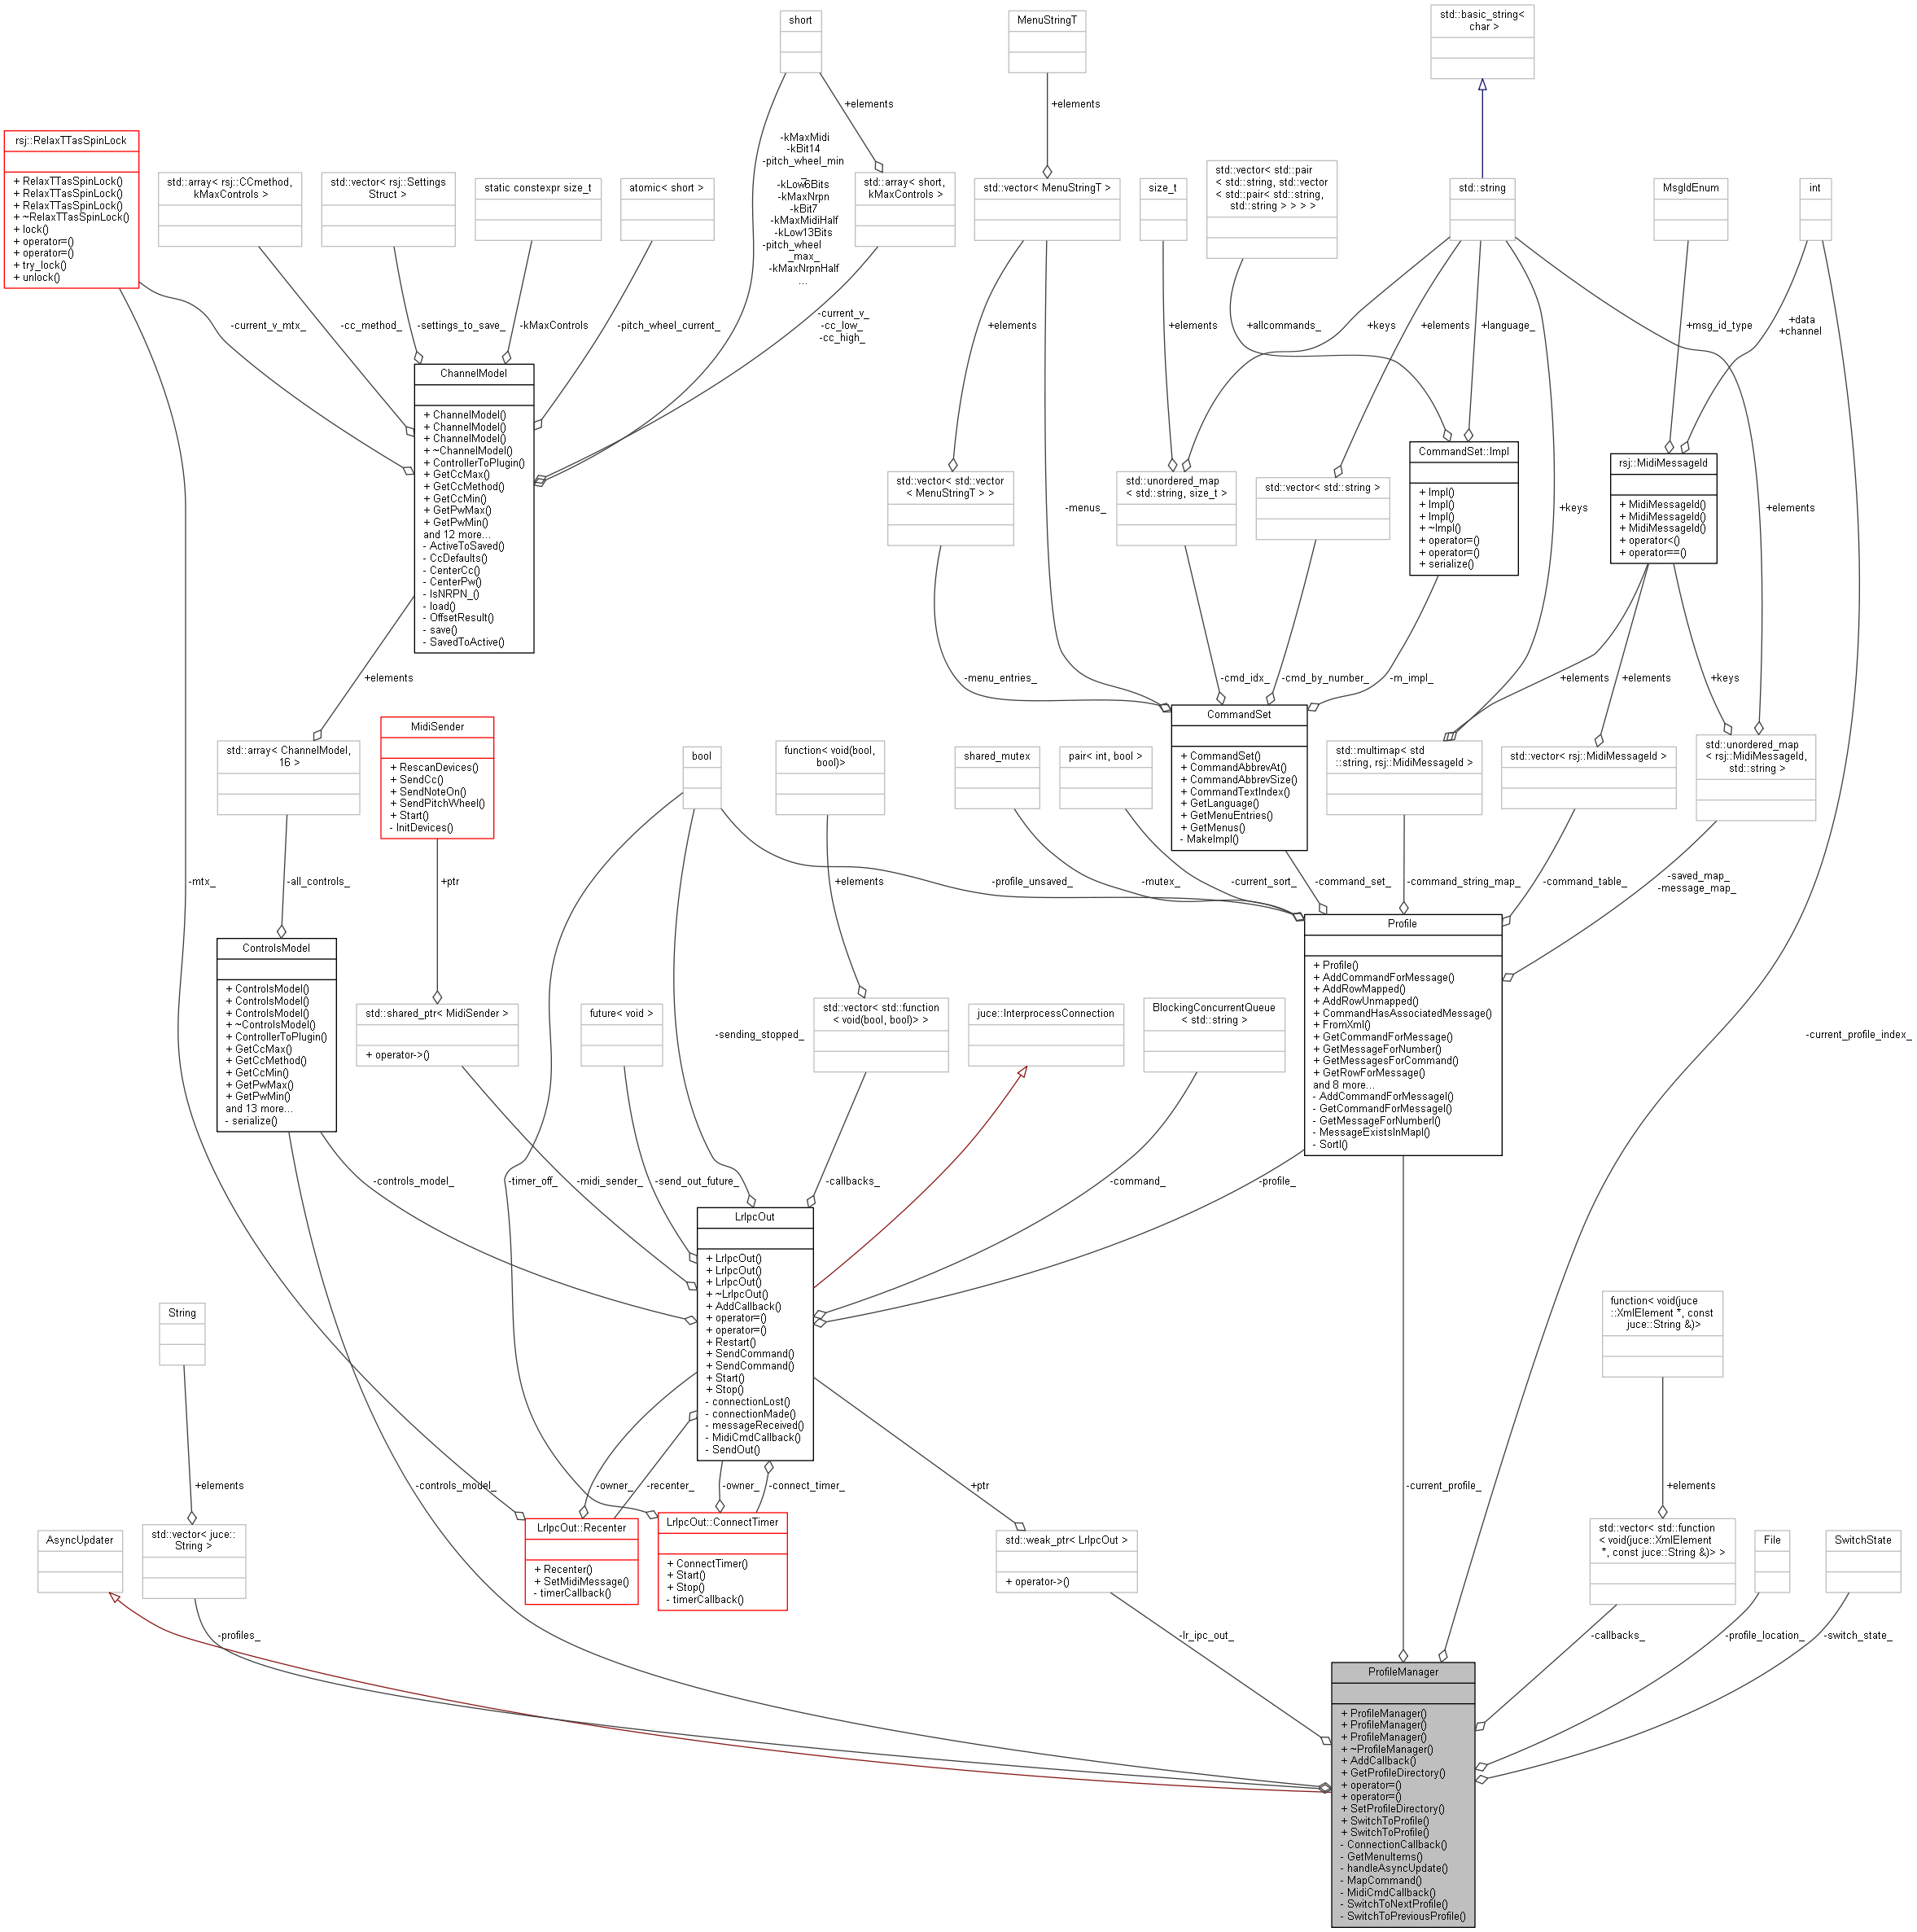 short
MenuStringT
std::basic_string<
char >
+elements
+elements
rsj::RelaxTTasSpinLock
+ RelaxTTasSpinLock()
+ RelaxTTasSpinLock()
+ RelaxTTasSpinLock()
+ ~RelaxTTasSpinLock()
+ lock()
+ operator=()
+ operator=()
+ try_lock()
+ unlock()
std::array< rsj::CCmethod,
kMaxControls >
std::vector< rsj::Settings
Struct >
static constexpr size_t
atomic< short >
-kMaxMidi
-kBit14
-pitch_wheel_min
_
-kLow6Bits
-kMaxNrpn
-kBit7
-kMaxMidiHalf
-kLow13Bits
-pitch_wheel
_max_
-kMaxNrpnHalf
...
std::array< short,
kMaxControls >
std::vector< MenuStringT >
size_t
std::vector< std::pair
< std::string, std::vector
< std::pair< std::string,
std::string > > > >
std::string
MsgIdEnum
int
-current_v_mtx_
-cc_method_
-settings_to_save_
-kMaxControls
-pitch_wheel_current_
-current_v_
-cc_low_
-cc_high_
+elements
+elements
+allcommands_
+keys
+elements
+language_
+msg_id_type
+data
+channel
ChannelModel
+ ChannelModel()
+ ChannelModel()
+ ChannelModel()
+ ~ChannelModel()
+ ControllerToPlugin()
+ GetCcMax()
+ GetCcMethod()
+ GetCcMin()
+ GetPwMax()
+ GetPwMin()
and 12 more...
- ActiveToSaved()
- CcDefaults()
- CenterCc()
- CenterPw()
- IsNRPN_()
- load()
- OffsetResult()
- save()
- SavedToActive()
std::vector< std::vector
< MenuStringT > >
-menus_
std::unordered_map
< std::string, size_t >
std::vector< std::string >
CommandSet::Impl
+ Impl()
+ Impl()
+ Impl()
+ ~Impl()
+ operator=()
+ operator=()
+ serialize()
+keys
rsj::MidiMessageId
+ MidiMessageId()
+ MidiMessageId()
+ MidiMessageId()
+ operator<()
+ operator==()
+elements
+elements
-menu_entries_
-cmd_idx_
-cmd_by_number_
-m_impl_
+elements
+elements
+keys
std::array< ChannelModel,
16 >
MidiSender
+ RescanDevices()
+ SendCc()
+ SendNoteOn()
+ SendPitchWheel()
+ Start()
- InitDevices()
bool
function< void(bool,
bool)>
shared_mutex
pair< int, bool >
CommandSet
+ CommandSet()
+ CommandAbbrevAt()
+ CommandAbbrevSize()
+ CommandTextIndex()
+ GetLanguage()
+ GetMenuEntries()
+ GetMenus()
- MakeImpl()
std::multimap< std
::string, rsj::MidiMessageId >
std::vector< rsj::MidiMessageId >
std::unordered_map
< rsj::MidiMessageId,
std::string >
-mtx_
-all_controls_
+ptr
+elements
-profile_unsaved_
-mutex_
-current_sort_
-command_set_
-command_string_map_
-command_table_
-saved_map_
-message_map_
ControlsModel
+ ControlsModel()
+ ControlsModel()
+ ControlsModel()
+ ~ControlsModel()
+ ControllerToPlugin()
+ GetCcMax()
+ GetCcMethod()
+ GetCcMin()
+ GetPwMax()
+ GetPwMin()
and 13 more...
- serialize()
std::shared_ptr< MidiSender >
+ operator->()
future< void >
-sending_stopped_
std::vector< std::function
< void(bool, bool)> >
juce::InterprocessConnection
BlockingConcurrentQueue
< std::string >
Profile
+ Profile()
+ AddCommandForMessage()
+ AddRowMapped()
+ AddRowUnmapped()
+ CommandHasAssociatedMessage()
+ FromXml()
+ GetCommandForMessage()
+ GetMessageForNumber()
+ GetMessagesForCommand()
+ GetRowForMessage()
and 8 more...
- AddCommandForMessageI()
- GetCommandForMessageI()
- GetMessageForNumberI()
- MessageExistsInMapI()
- SortI()
-current_profile_index_
-controls_model_
-timer_off_
-midi_sender_
-send_out_future_
-callbacks_
-command_
-profile_
LrIpcOut
+ LrIpcOut()
+ LrIpcOut()
+ LrIpcOut()
+ ~LrIpcOut()
+ AddCallback()
+ operator=()
+ operator=()
+ Restart()
+ SendCommand()
+ SendCommand()
+ Start()
+ Stop()
- connectionLost()
- connectionMade()
- messageReceived()
- MidiCmdCallback()
- SendOut()
String
function< void(juce
::XmlElement *, const
juce::String &)>
+elements
-controls_model_
-owner_
-recenter_
-owner_
-connect_timer_
+ptr
-current_profile_
+elements
AsyncUpdater
std::vector< juce::
String >
LrIpcOut::Recenter
+ Recenter()
+ SetMidiMessage()
- timerCallback()
LrIpcOut::ConnectTimer
+ ConnectTimer()
+ Start()
+ Stop()
- timerCallback()
std::weak_ptr< LrIpcOut >
+ operator->()
std::vector< std::function
< void(juce::XmlElement
*, const juce::String &)> >
File
SwitchState
-profiles_
-lr_ipc_out_
-callbacks_
-profile_location_
-switch_state_
ProfileManager
+ ProfileManager()
+ ProfileManager()
+ ProfileManager()
+ ~ProfileManager()
+ AddCallback()
+ GetProfileDirectory()
+ operator=()
+ operator=()
+ SetProfileDirectory()
+ SwitchToProfile()
+ SwitchToProfile()
- ConnectionCallback()
- GetMenuItems()
- handleAsyncUpdate()
- MapCommand()
- MidiCmdCallback()
- SwitchToNextProfile()
- SwitchToPreviousProfile()